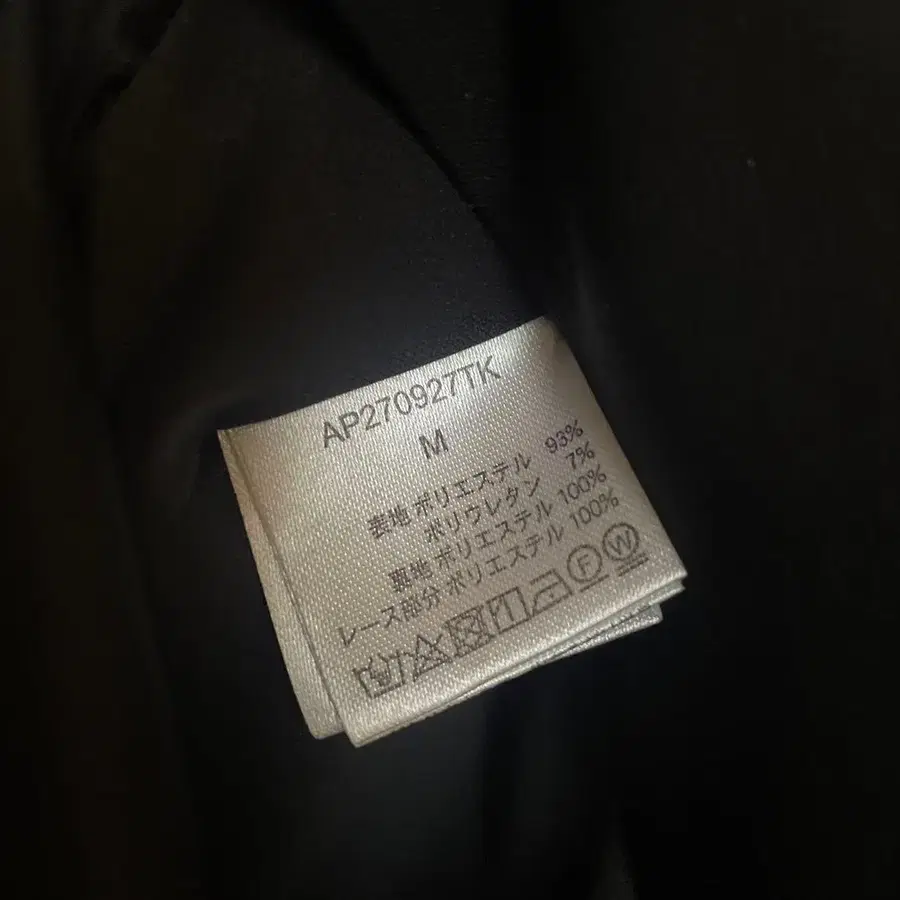 AP270927TK
M
表地 ポリエステル 93%
ポリウレタン 7%
裏地 ポリエステル 100%
レース部分 ポリエステル 100%
F W